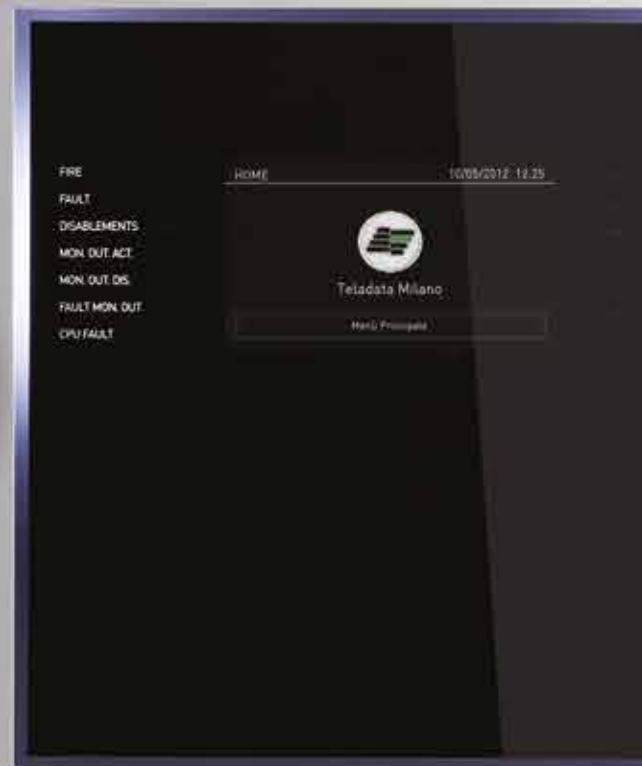 FIRE
FAULT
DISABLEMENTS
MON. OUT. ACT.
MON. OUT. DIS.
FAULT MON. OUT.
CPU FAULT
HOME 10/05/2012 12.25
Teladata Milano
Menù Principale